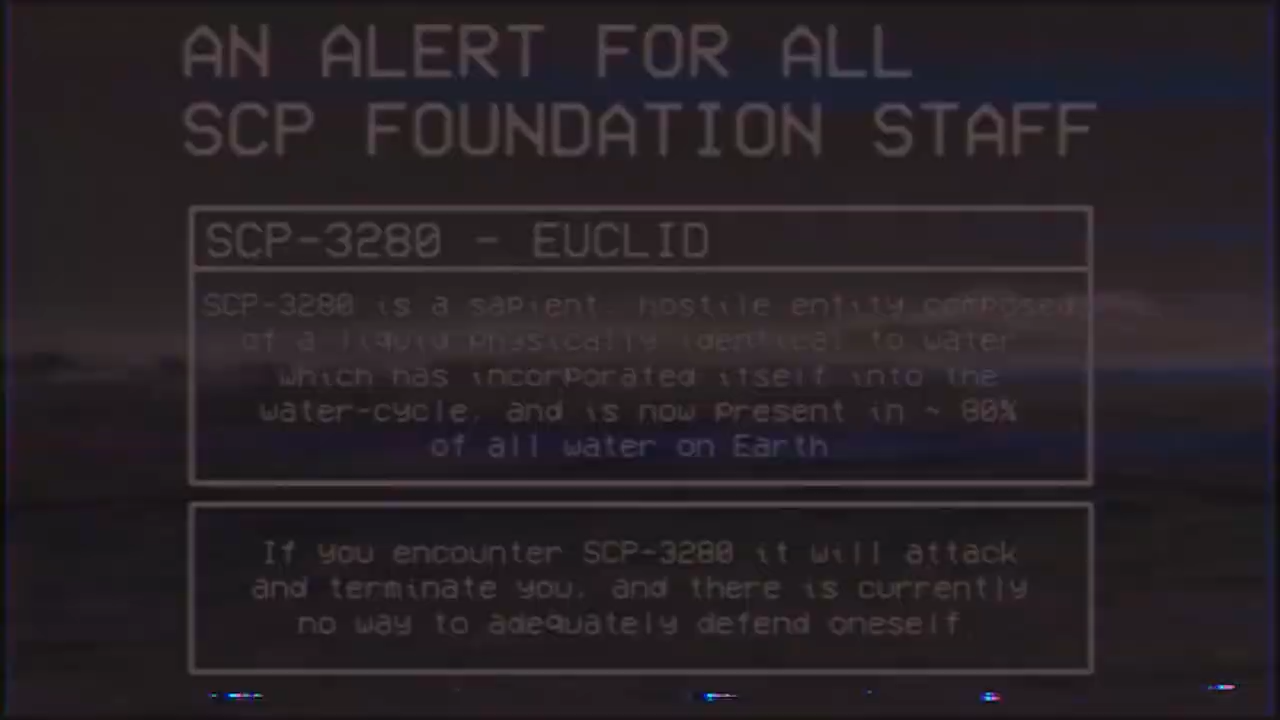 AN ALERT FOR ALL
SCP FOUNDATION STAFF
SCP-3280 - EUCLID
SCP-3280 is a sapient, hostile entity composed
of a liquid physically identical to water
which has incorporated itself into the
water-cycle, and is now present in ~ 80%
of all water on Earth
If you encounter SCP-3280 it will attack
and terminate you, and there is currently
no way to adequately defend oneself